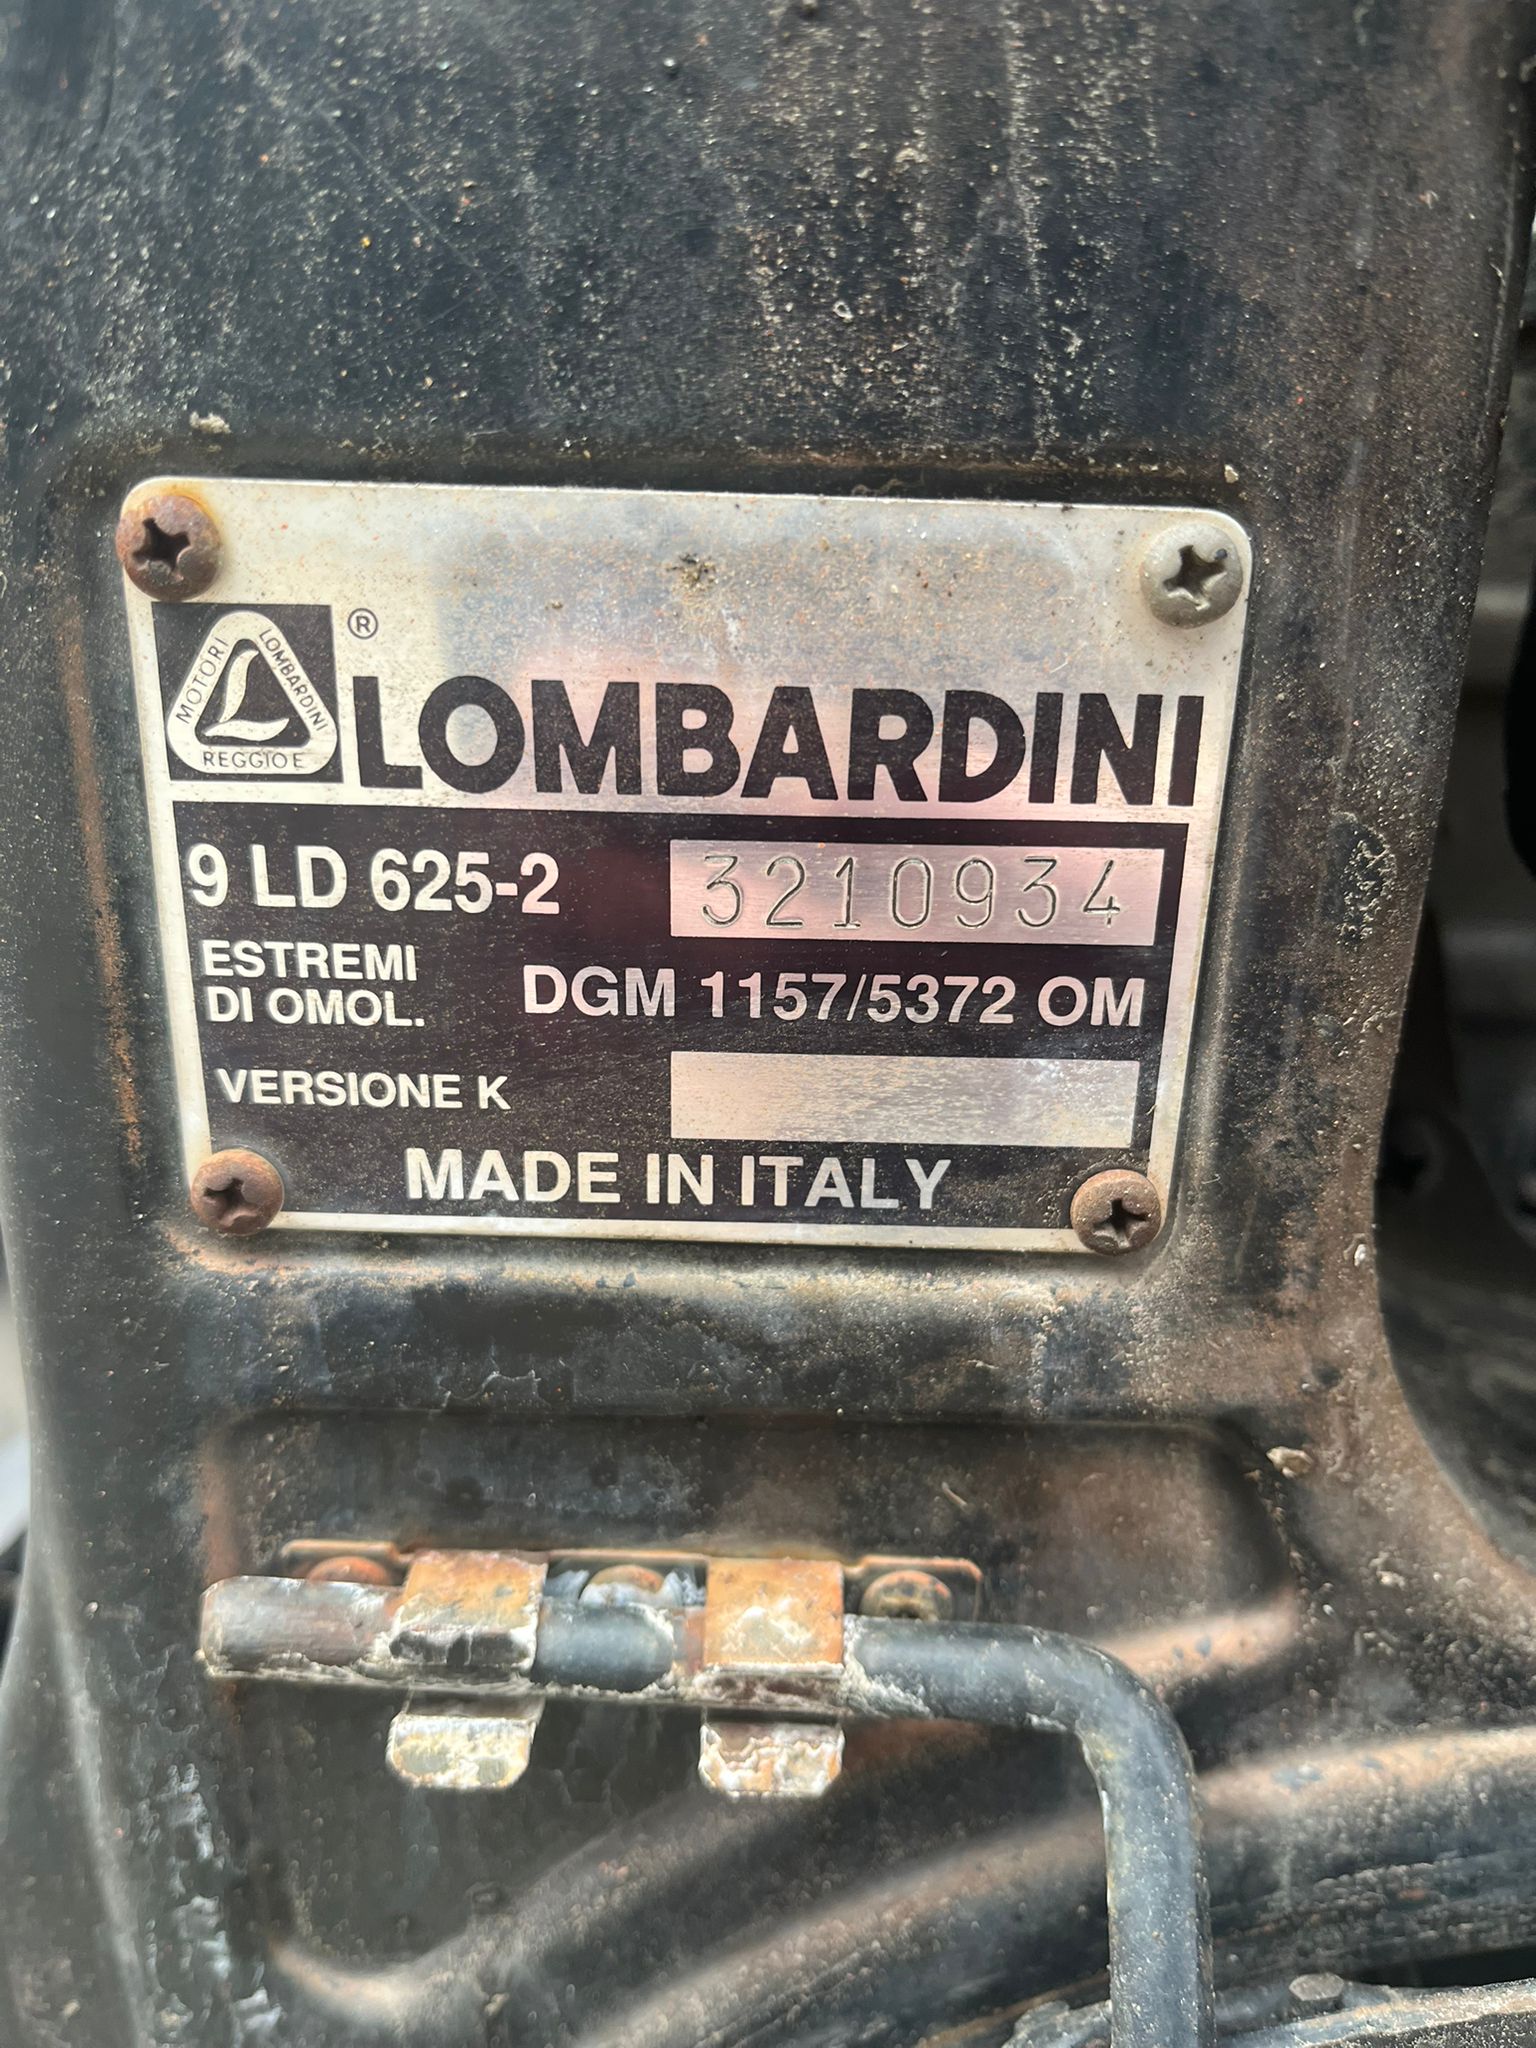 MOTORI LOMBARDINI
REGGIO E
®
LOMBARDINI
9 LD 625-2 3210934
ESTREMI
DI OMOL. DGM 1157/5372 OM
VERSIONE K
MADE IN ITALY